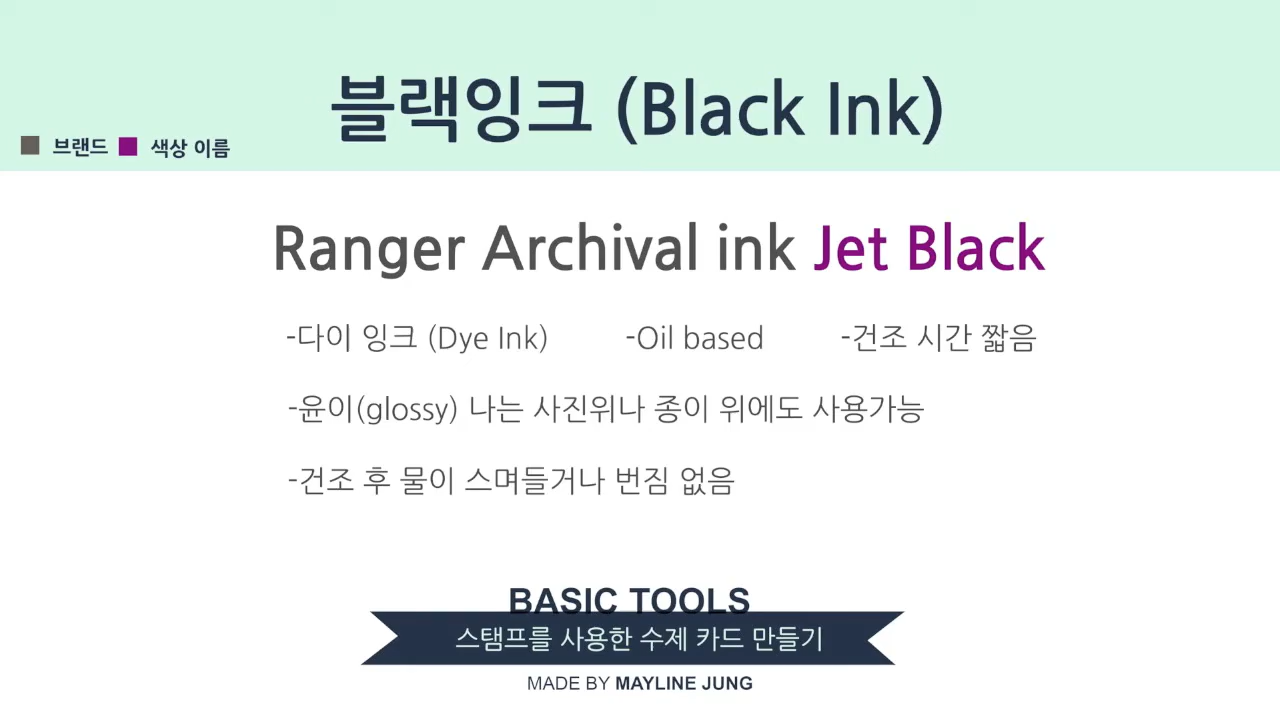 블랙잉크 (Black Ink)
브랜드 색상 이름
Ranger Archival ink Jet Black
-다이 잉크 (Dye Ink) -Oil based -건조 시간 짧음
-윤이(glossy) 나는 사진위나 종이 위에도 사용가능
-건조 후 물이 스며들거나 번짐 없음
BASIC TOOLS
스탬프를 사용한 수제 카드 만들기
MADE BY MAYLINE JUNG